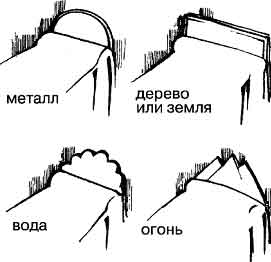 металл
дерево
или земля
вода
огонь